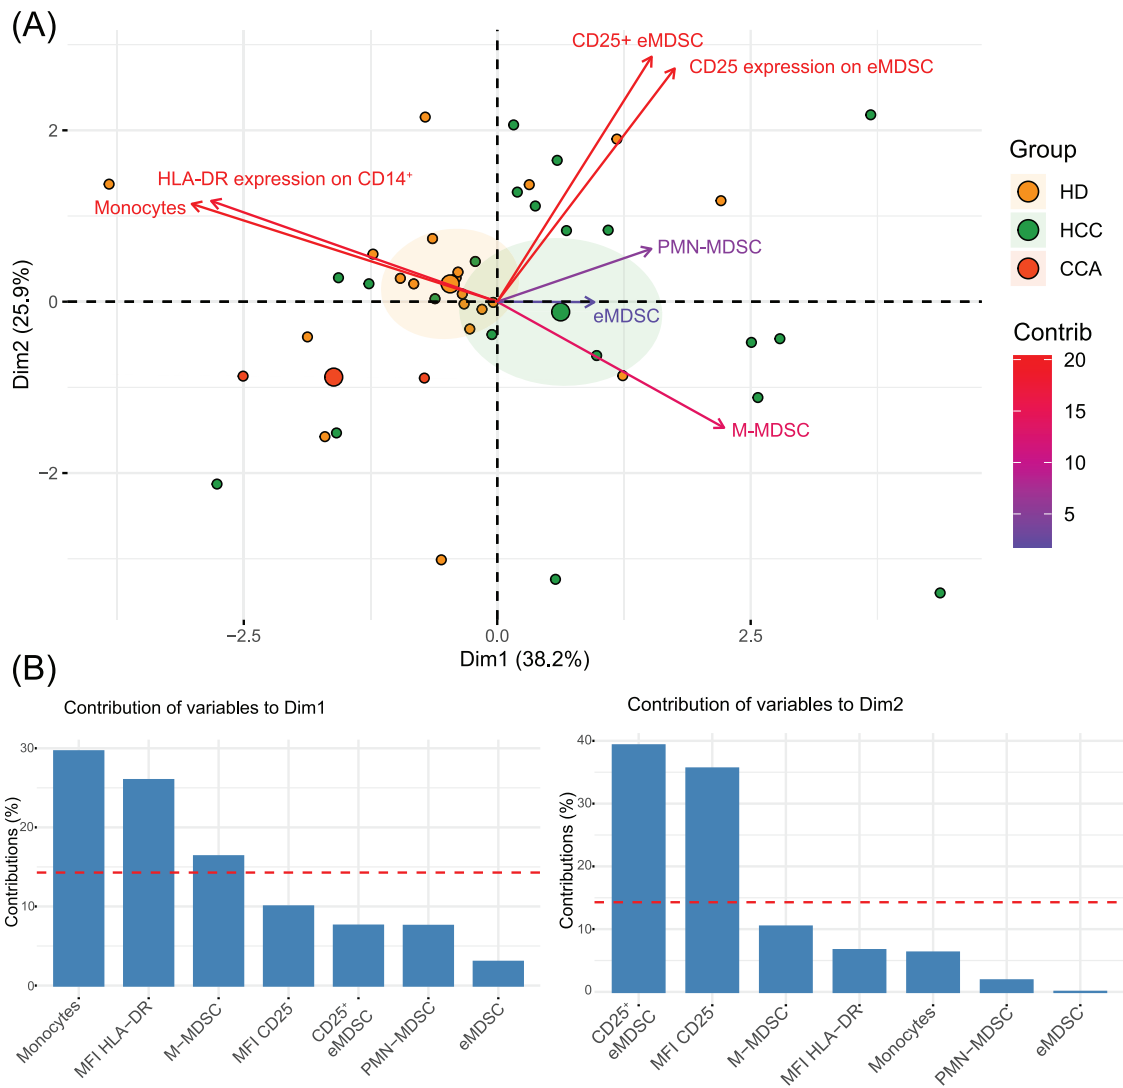 (A)
CD25+ eMDSC
CD25 expression on eMDSC
HLA-DR expression on CD14⁺
Monocytes
PMN-MDSC
eMDSC
M-MDSC
Dim2 (25.9%)
2
0
−2
−2.5
0.0
2.5
Dim1 (38.2%)
Group
HD
HCC
CCA
Contrib
20
15
10
5
(B)
Contribution of variables to Dim1
Contributions (%)
30
20
10
0
Monocytes
MFI HLA−DR
M−MDSC
MFI CD25
CD25⁺
eMDSC
PMN−MDSC
eMDSC
Contribution of variables to Dim2
Contributions (%)
40
30
20
10
0
CD25⁺
eMDSC
MFI CD25
M−MDSC
MFI HLA−DR
Monocytes
PMN−MDSC
eMDSC